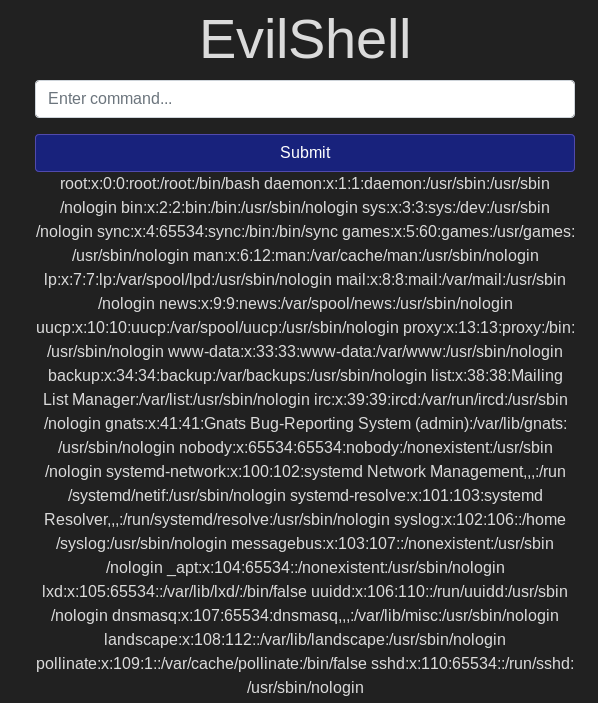 EvilShell
Enter command...
Submit
root:x:0:0:root:/root:/bin/bash daemon:x:1:1:daemon:/usr/sbin:/usr/sbin
/nologin bin:x:2:2:bin:/bin:/usr/sbin/nologin sys:x:3:3:sys:/dev:/usr/sbin
/nologin sync:x:4:65534:sync:/bin:/bin/sync games:x:5:60:games:/usr/games:
/usr/sbin/nologin man:x:6:12:man:/var/cache/man:/usr/sbin/nologin
lp:x:7:7:lp:/var/spool/lpd:/usr/sbin/nologin mail:x:8:8:mail:/var/mail:/usr/sbin
/nologin news:x:9:9:news:/var/spool/news:/usr/sbin/nologin
uucp:x:10:10:uucp:/var/spool/uucp:/usr/sbin/nologin proxy:x:13:13:proxy:/bin:
/usr/sbin/nologin www-data:x:33:33:www-data:/var/www:/usr/sbin/nologin
backup:x:34:34:backup:/var/backups:/usr/sbin/nologin list:x:38:38:Mailing
List Manager:/var/list:/usr/sbin/nologin irc:x:39:39:ircd:/var/run/ircd:/usr/sbin
/nologin gnats:x:41:41:Gnats Bug-Reporting System (admin):/var/lib/gnats:
/usr/sbin/nologin nobody:x:65534:65534:nobody:/nonexistent:/usr/sbin
/nologin systemd-network:x:100:102:systemd Network Management,,,:/run
/systemd/netif:/usr/sbin/nologin systemd-resolve:x:101:103:systemd
Resolver,,,:/run/systemd/resolve:/usr/sbin/nologin syslog:x:102:106::/home
/syslog:/usr/sbin/nologin messagebus:x:103:107::/nonexistent:/usr/sbin
/nologin _apt:x:104:65534::/nonexistent:/usr/sbin/nologin
lxd:x:105:65534::/var/lib/lxd/:/bin/false uuidd:x:106:110::/run/uuidd:/usr/sbin
/nologin dnsmasq:x:107:65534:dnsmasq,,,:/var/lib/misc:/usr/sbin/nologin
landscape:x:108:112::/var/lib/landscape:/usr/sbin/nologin
pollinate:x:109:1::/var/cache/pollinate:/bin/false sshd:x:110:65534::/run/sshd:
/usr/sbin/nologin